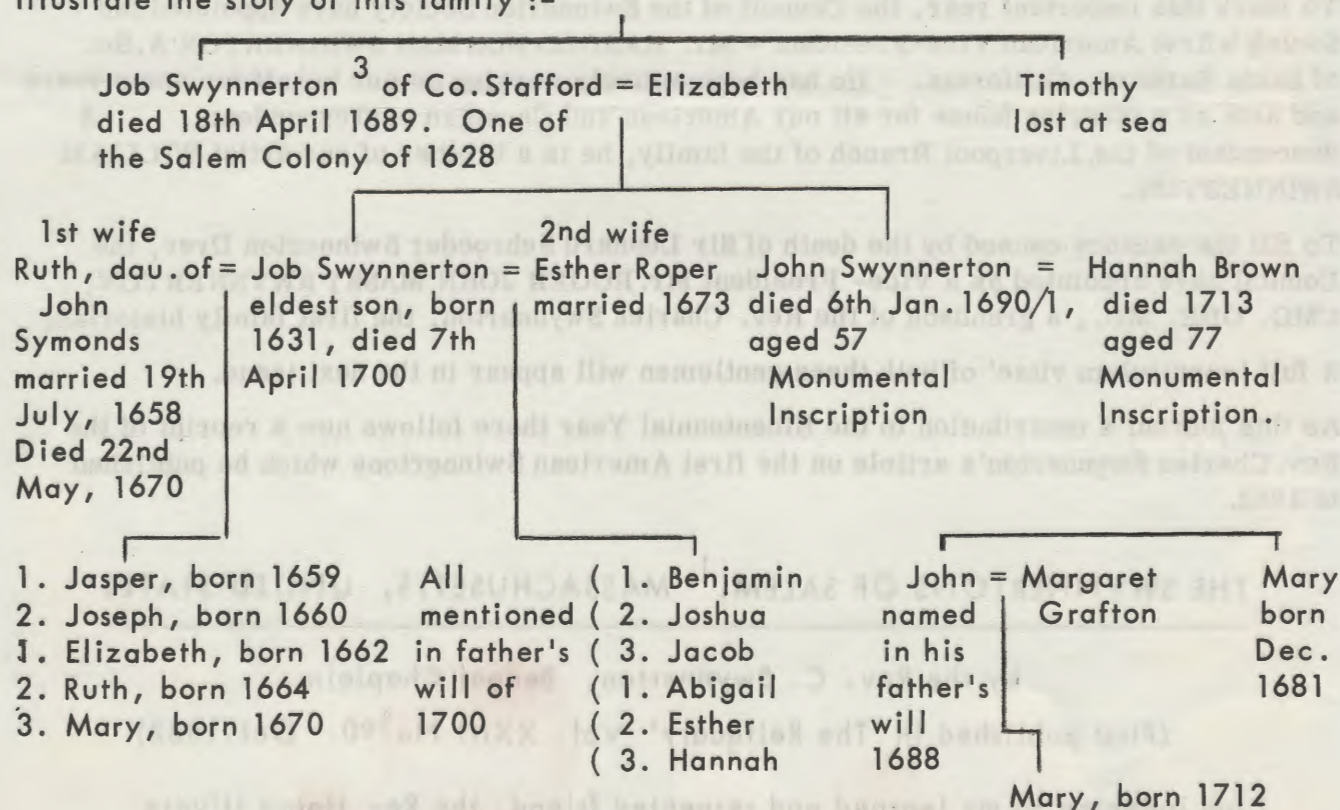 illustrate the story of this family :-
Job Swynnerton 3 of Co.Stafford = Elizabeth
died 18th April 1689. One of
the Salem Colony of 1628
Timothy
lost at sea
1st wife
Ruth, dau. of =
John
Symonds
married 19th
July, 1658
Died 22nd
May, 1670
Job Swynnerton =
eldest son, born
1631, died 7th
April 1700
2nd wife
Esther Roper
married 1673
John Swynnerton =
died 6th Jan. 1690/1,
aged 57
Monumental
Inscription
Hannah Brown
died 1713
aged 77
Monumental
Inscription.
1. Jasper, born 1659
2. Joseph, born 1660
1. Elizabeth, born 1662
2. Ruth, born 1664
3. Mary, born 1670
All
mentioned
in father's
will of
1700
( 1. Benjamin
( 2. Joshua
( 3. Jacob
( 1. Abigail
( 2. Esther
( 3. Hannah
John =
named
in his
father's
will
1688
Margaret
Grafton
Mary
born
Dec.
1681
Mary, born 1712